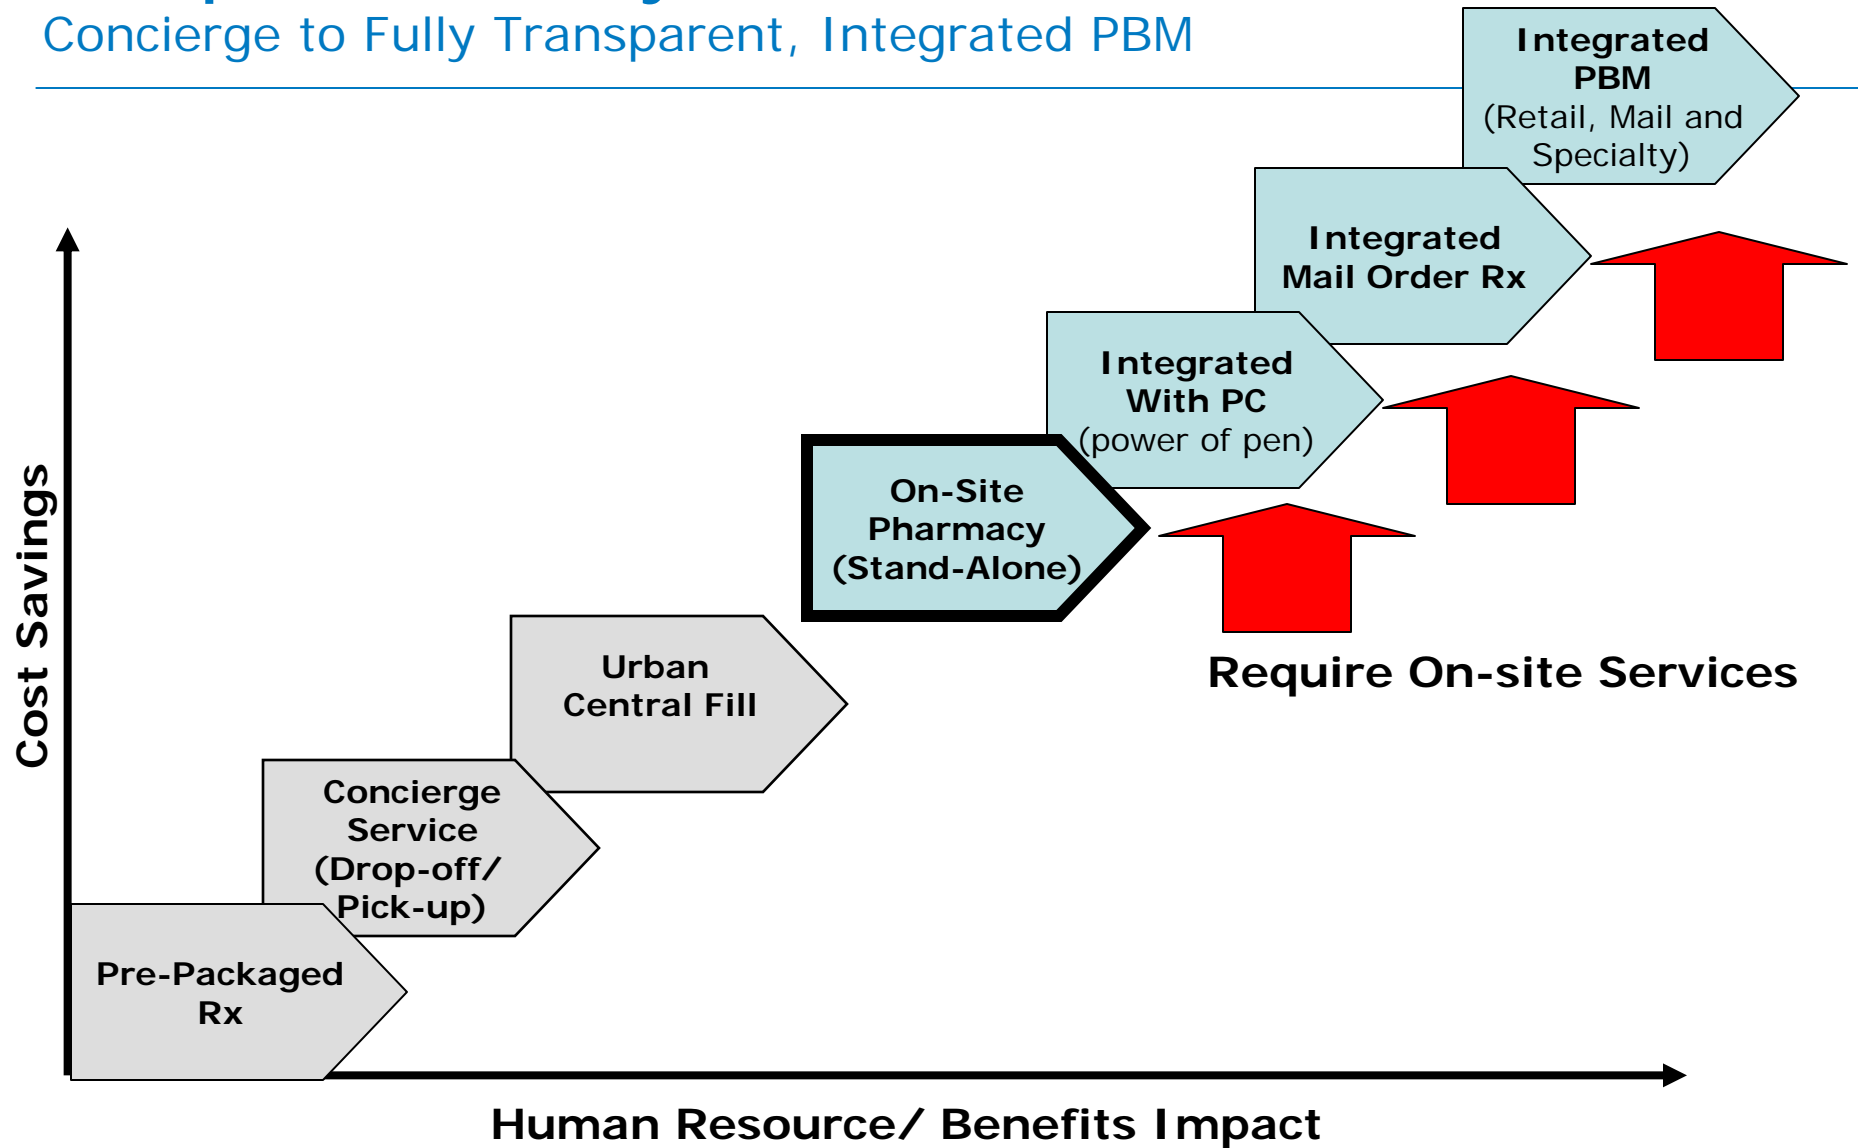 Concierge to Fully Transparent, Integrated PBM
Integrated
PBM
(Retail, Mail and
Specialty)
Integrated
Mail Order Rx
Integrated
With PC
(power of pen)
On-Site
Pharmacy
(Stand-Alone)
Require On-site Services
Urban
Central Fill
Concierge
Service
(Drop-off/
Pick-up)
Pre-Packaged
Rx
Cost Savings
Human Resource/ Benefits Impact